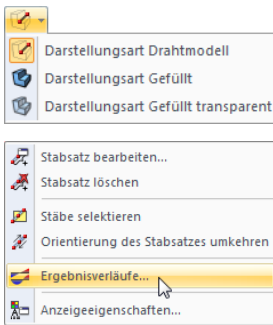 Darstellungsart Drahtmodell
Darstellungsart Gefüllt
Darstellungsart Gefüllt transparent
Stabsatz bearbeiten...
Stabsatz löschen
Stäbe selektieren
Orientierung des Stabsatzes umkehren
Ergebnisverläufe...
Anzeigeeigenschaften...